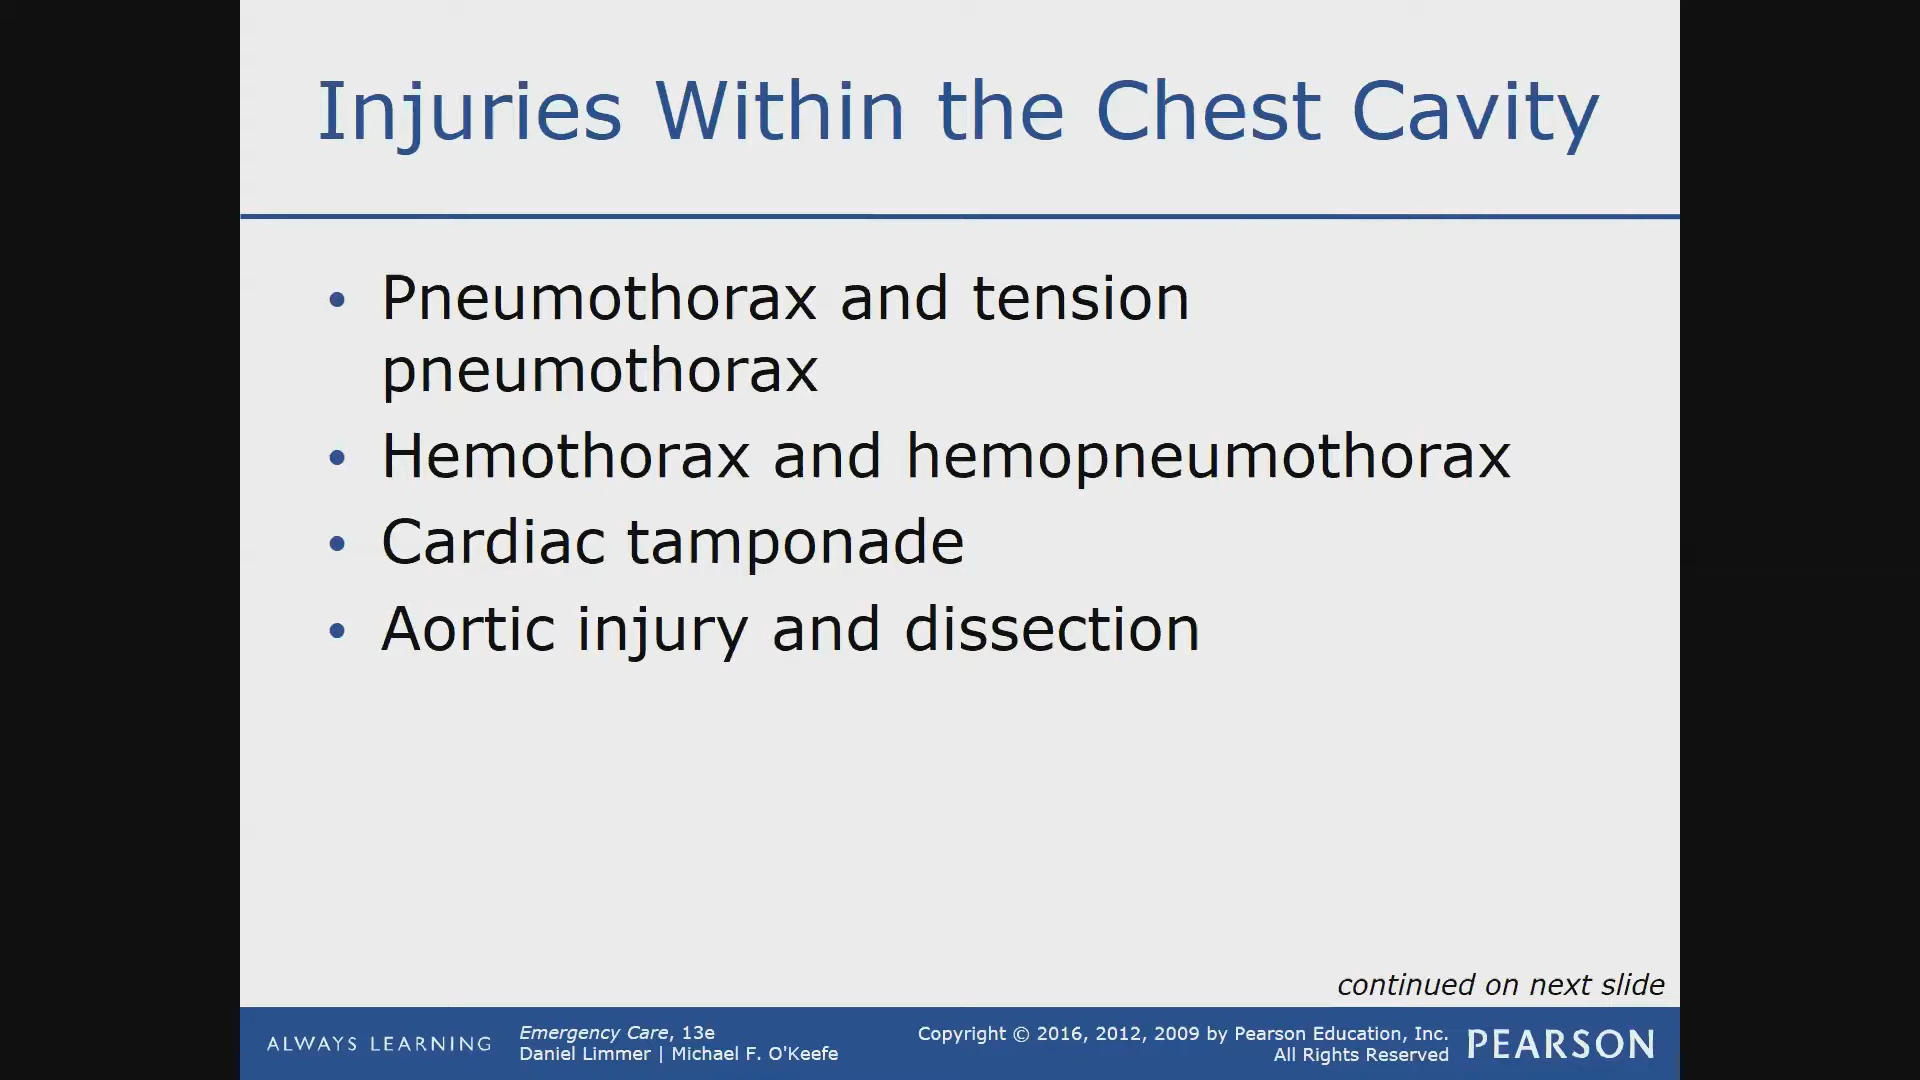 Injuries Within the Chest Cavity
• Pneumothorax and tension
pneumothorax
• Hemothorax and hemopneumothorax
• Cardiac tamponade
• Aortic injury and dissection
continued on next slide
ALWAYS LEARNING
Emergency Care, 13e
Daniel Limmer | Michael F. O'Keefe
Copyright © 2016, 2012, 2009 by Pearson Education, Inc.
All Rights Reserved
PEARSON